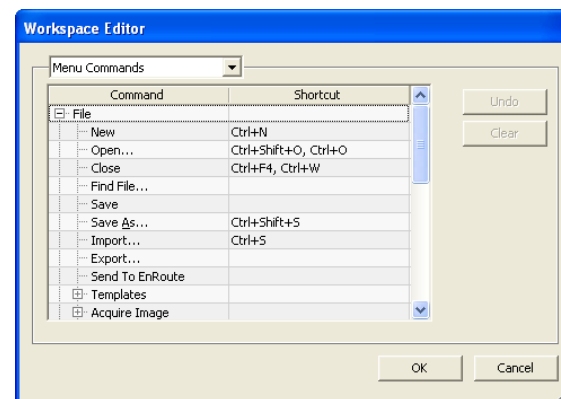 Workspace Editor
Menu Commands
Command Shortcut
File
New Ctrl+N
Open... Ctrl+Shift+O, Ctrl+O
Close Ctrl+F4, Ctrl+W
Find File...
Save
Save As... Ctrl+Shift+S
Import... Ctrl+S
Export...
Send To EnRoute
Templates
Acquire Image
Undo
Clear
OK Cancel